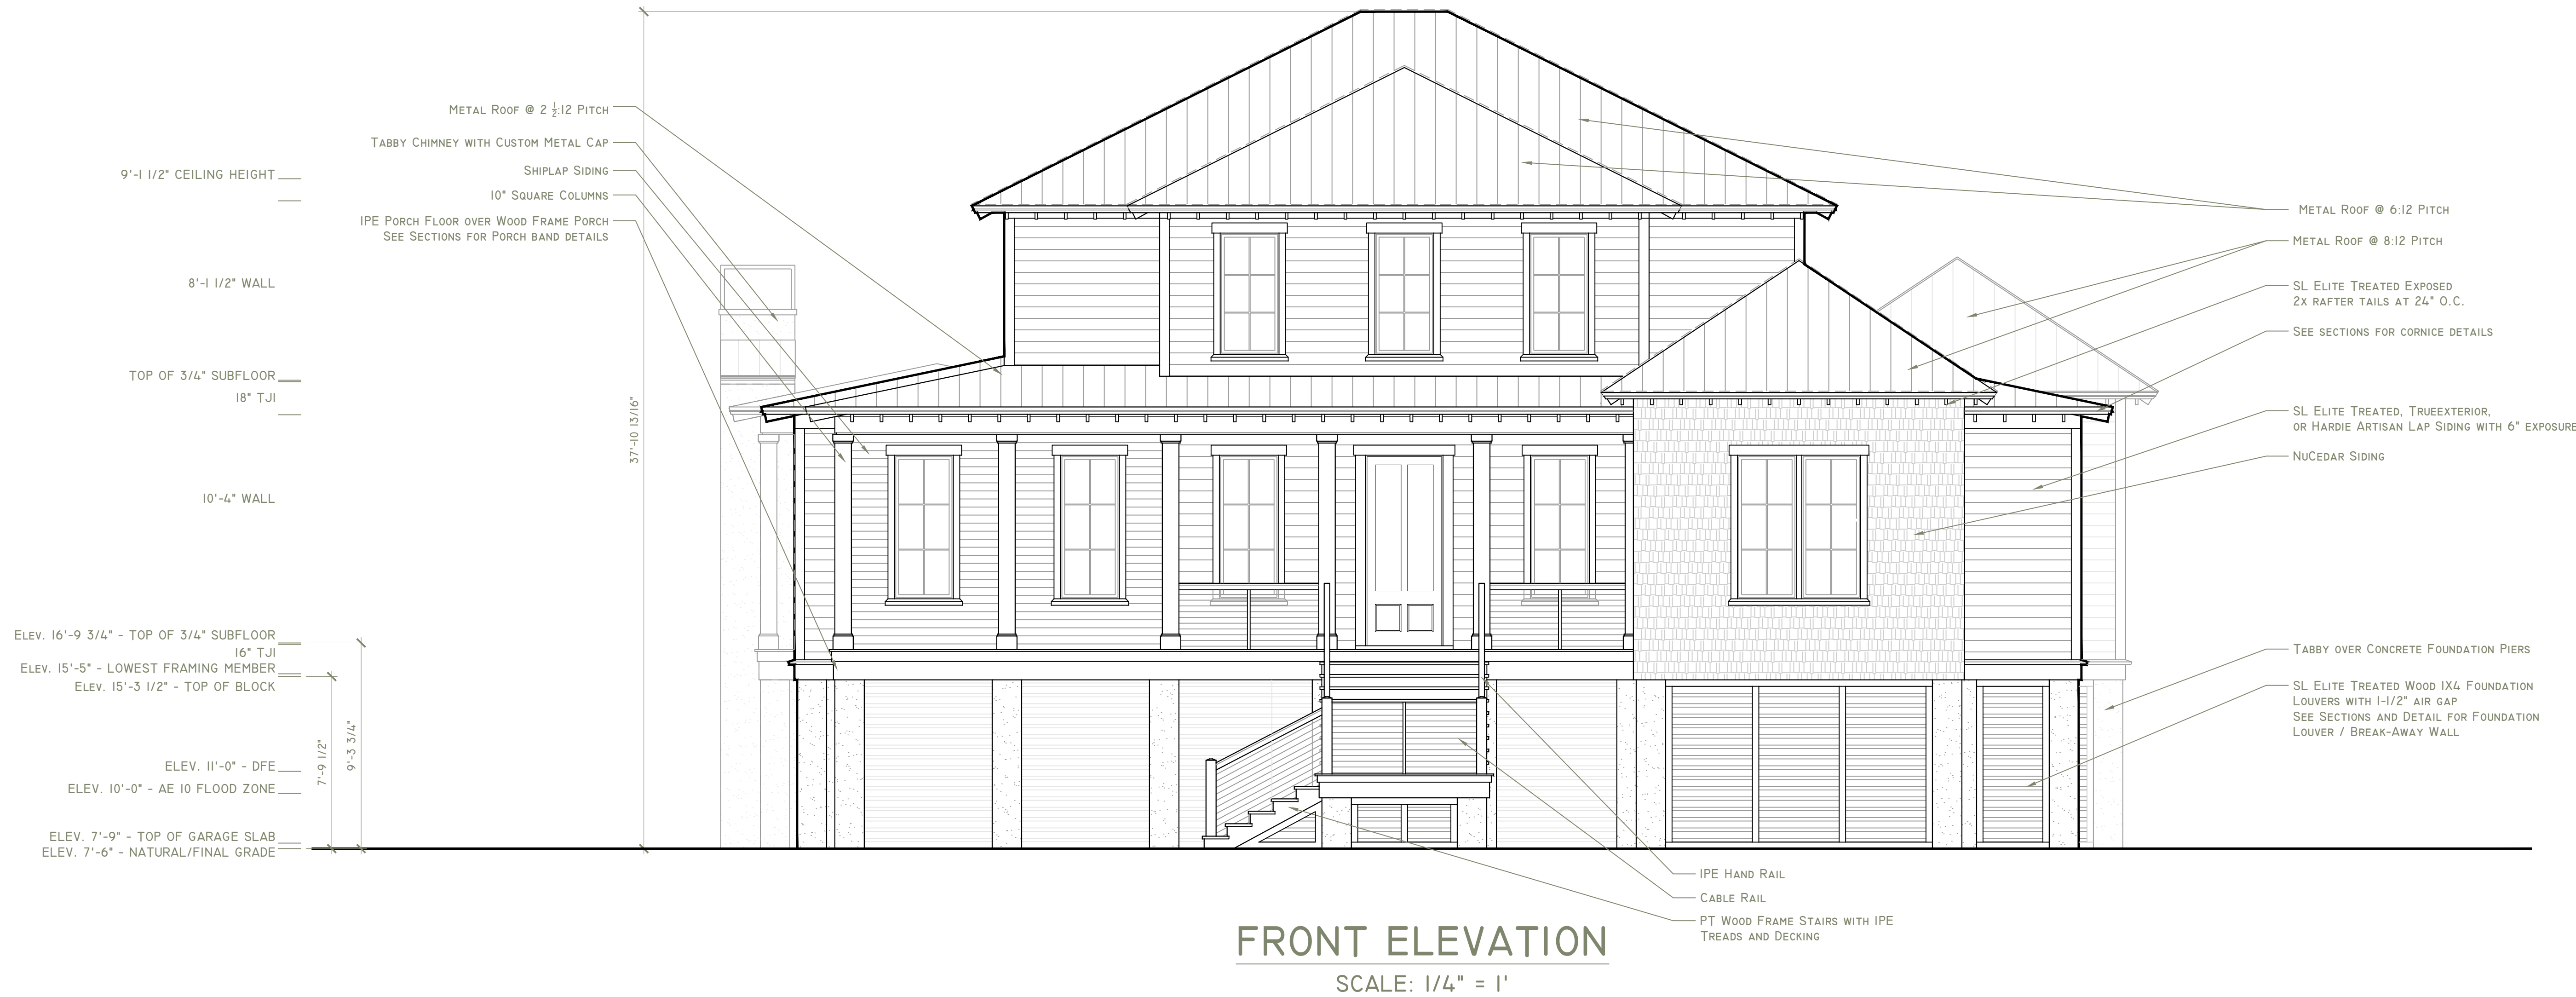 9'-1 1/2" CEILING HEIGHT
8'-1 1/2" WALL
TOP OF 3/4" SUBFLOOR
18" TJI
10'-4" WALL
Elev. 16'-9 3/4" - TOP OF 3/4" SUBFLOOR
16" TJI
Elev. 15'-5" - LOWEST FRAMING MEMBER
Elev. 15'-3 1/2" - TOP OF BLOCK
ELEV. 11'-0" - DFE
ELEV. 10'-0" - AE 10 FLOOD ZONE
ELEV. 7'-9" - TOP OF GARAGE SLAB
ELEV. 7'-6" - NATURAL/FINAL GRADE
7'-9 1/2"
9'-3 3/4"
37'-10 13/16"
Metal Roof @ 2 1/2:12 Pitch
Tabby Chimney with Custom Metal Cap
Shiplap Siding
10" Square Columns
IPE Porch Floor over Wood Frame Porch
See Sections for Porch band details
Metal Roof @ 6:12 Pitch
Metal Roof @ 8:12 Pitch
SL Elite Treated Exposed
2x rafter tails at 24" O.C.
See sections for cornice details
SL Elite Treated, TruExterior,
or Hardie Artisan Lap Siding with 6" exposure
NuCedar Siding
Tabby over Concrete Foundation Piers
SL Elite Treated Wood 1X4 Foundation
Louvers with 1-1/2" air gap
See Sections and Detail for Foundation
Louver / Break-Away Wall
IPE Hand Rail
Cable Rail
PT Wood Frame Stairs with IPE
Treads and Decking
FRONT ELEVATION
SCALE: 1/4" = 1'